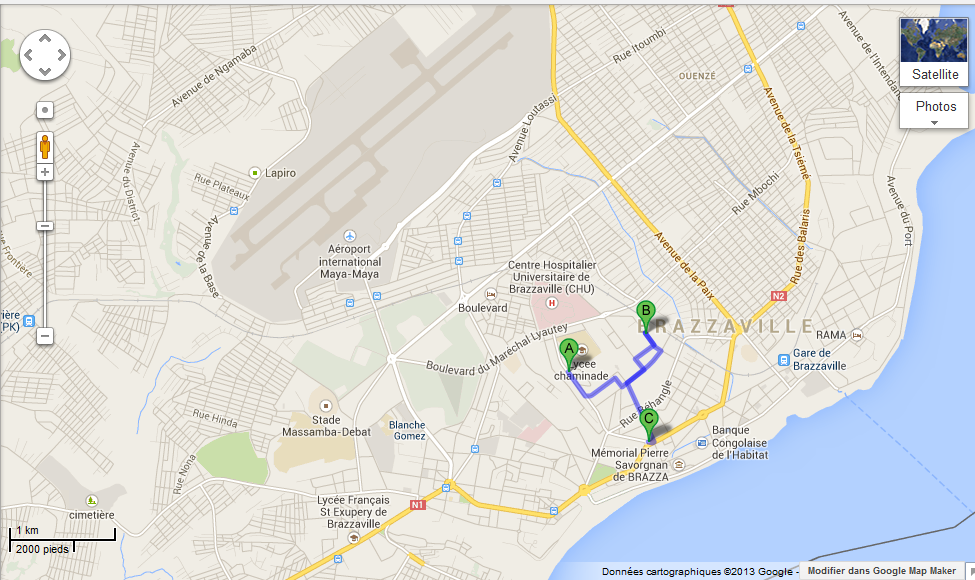 Avenue de Ngamaba
Rue Itoumbi
Avenue de l'Intendan
Satellite
OUENZÉ
Photos
Avenue Loutassi
Avenue de la Tsiémé
Avenue du District
Lapiro
Rue Plateaux
Rue Mbochi
Avenue du Port
Avenue de la Base
Rue Frontière
Aéroport
international
Maya-Maya
Avenue de la Paix
Rue des Balaris
Centre Hospitalier
Universitaire de
Brazzaville (CHU)
H
N2
Boulevard
ière
(PK)
B
BRAZZAVILLE
RAMA
Boulevard du Maréchal Lyautey
A
Lycée
chaminade
Gare de
Brazzaville
Rue Béhangle
C
Stade
Massamba-Debat
Rue Hinda
Blanche
Gomez
Banque
Congolaise
de l'Habitat
Mémorial Pierre
Savorgnan
de BRAZZA
Rue Nona
cimetière
Lycée Français
St Exupery de
Brazzaville
N1
1 km
2000 pieds
Données cartographiques ©2013 Google -
Modifier dans Google Map Maker